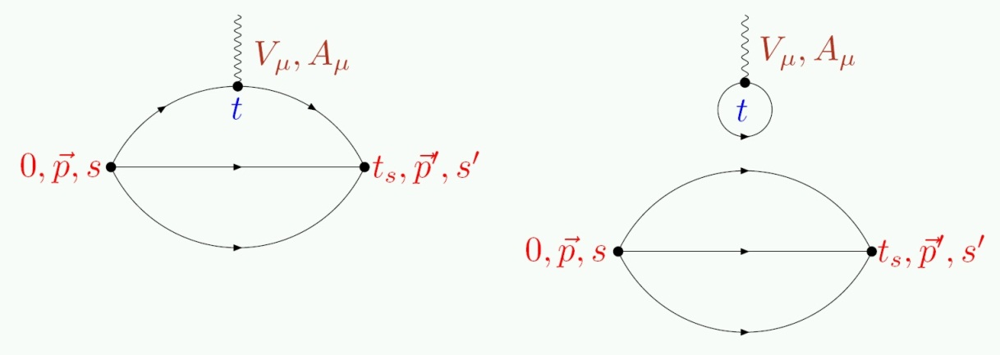 V_μ, A_μ
t
0, p⃗, s
t_s, p⃗′, s′
V_μ, A_μ
t
0, p⃗, s
t_s, p⃗′, s′